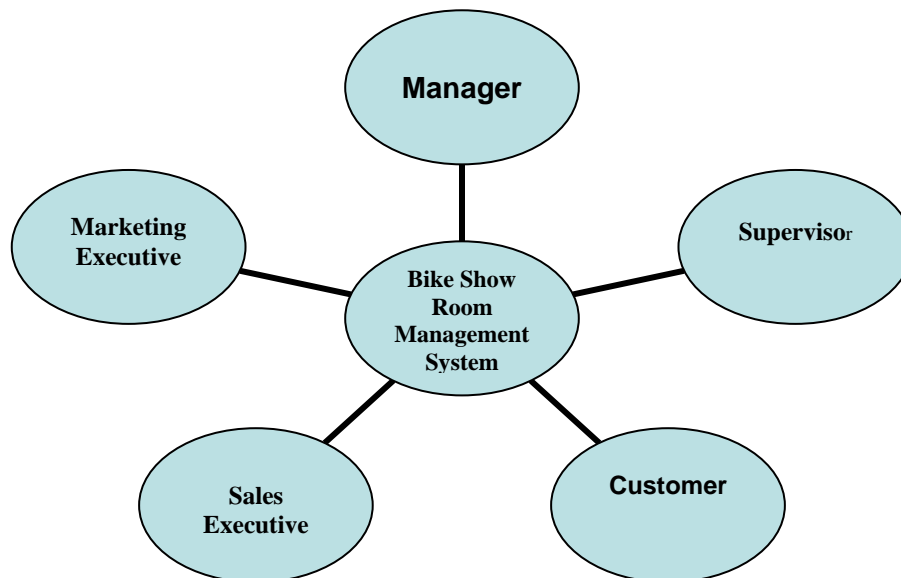 Manager
Marketing
Executive
Supervisor
Bike Show
Room
Management
System
Sales
Executive
Customer